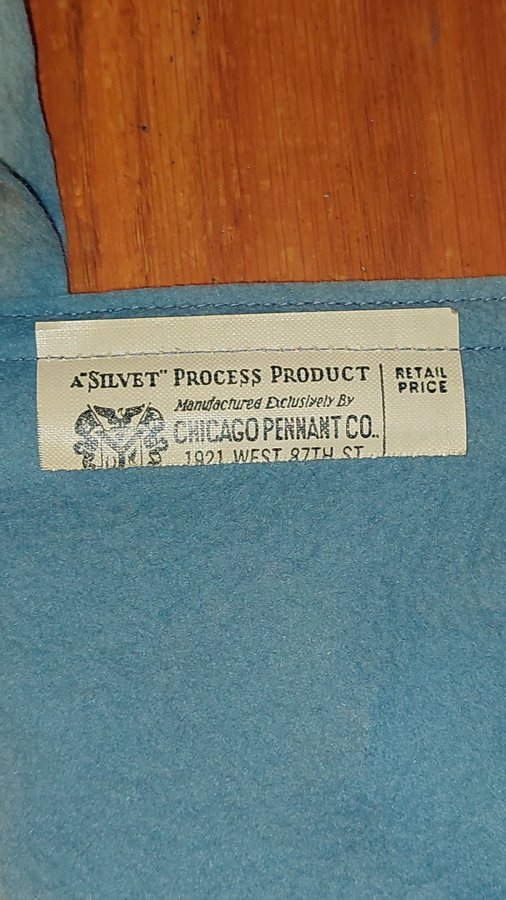 A "SILVET" PROCESS PRODUCT
Manufactured Exclusively By
CHICAGO PENNANT CO.
1921 WEST 87TH ST.
RETAIL
PRICE